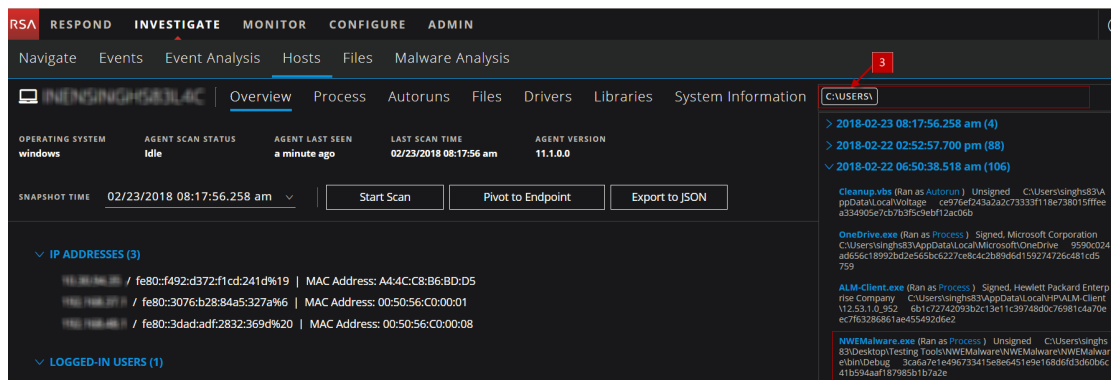 RSA RESPOND INVESTIGATE MONITOR CONFIGURE ADMIN
Navigate Events Event Analysis Hosts Files Malware Analysis
3
Overview Process Autoruns Files Drivers Libraries System Information
C:\USERS\
OPERATING SYSTEM AGENT SCAN STATUS AGENT LAST SEEN LAST SCAN TIME AGENT VERSION
windows Idle a minute ago 02/23/2018 08:17:56 am 11.1.0.0
SNAPSHOT TIME 02/23/2018 08:17:56.258 am Start Scan Pivot to Endpoint Export to JSON
IP ADDRESSES (3)
/ fe80::f492:d372:f1cd:241d%19 | MAC Address: A4:4C:C8:B6:BD:D5
/ fe80::3076:b28:84a5:327a%6 | MAC Address: 00:50:56:C0:00:01
/ fe80::3dad:adf:2832:369d%20 | MAC Address: 00:50:56:C0:00:08
LOGGED-IN USERS (1)
2018-02-23 08:17:56.258 am (4)
2018-02-22 02:52:57.700 pm (88)
2018-02-22 06:50:38.518 am (106)
Cleanup.vbs (Ran as Autorun ) Unsigned C:\Users\singhs83\A
ppData\Local\Voltage ce976ef243a2a2c73333f118e738015fffee
a334905e7cb7b3f5c9ebf12ac06b
OneDrive.exe (Ran as Process ) Signed, Microsoft Corporation
C:\Users\singhs83\AppData\Local\Microsoft\OneDrive 9590c024
ad656c18992bd2e565bc6227ce8c4c2b89d6d159274726c481cd5
759
ALM-Client.exe (Ran as Process ) Signed, Hewlett Packard Enterp
rise Company C:\Users\singhs83\AppData\Local\HP\ALM-Client
\12.53.1.0_952 6b1c72742093b2c13e11c39748d0c76981c4a70e
ec7f63286861ae455492d6e2
NWEMalware.exe (Ran as Process ) Unsigned C:\Users\singhs
83\Desktop\Testing Tools\NWEMalware\NWEMalware\NWEMalwar
e\bin\Debug 3ca6a7e1e496733415e8e6451e9e168d6fd3d60b6c
41b594aaf187985b1b7a2e